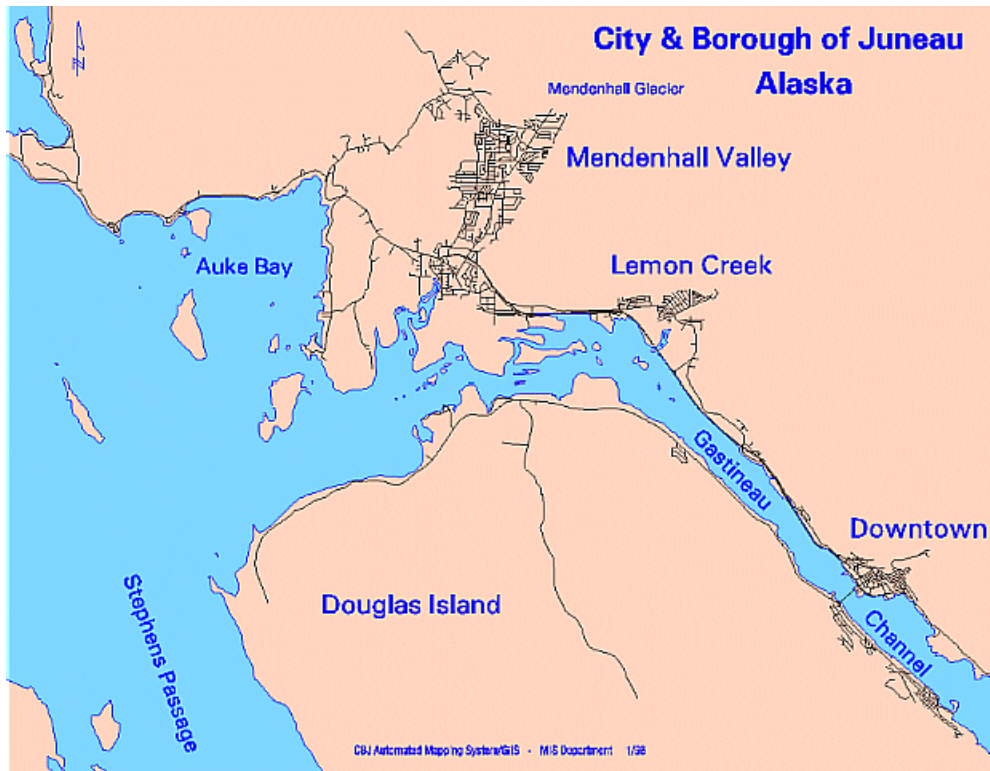 City & Borough of Juneau
Alaska
Mendenhall Glacier
Mendenhall Valley
Auke Bay
Lemon Creek
Gastineau
Downtown
Douglas Island
Stephens Passage
Channel
CBJ Automated Mapping System/GIS - MIS Department 1/98